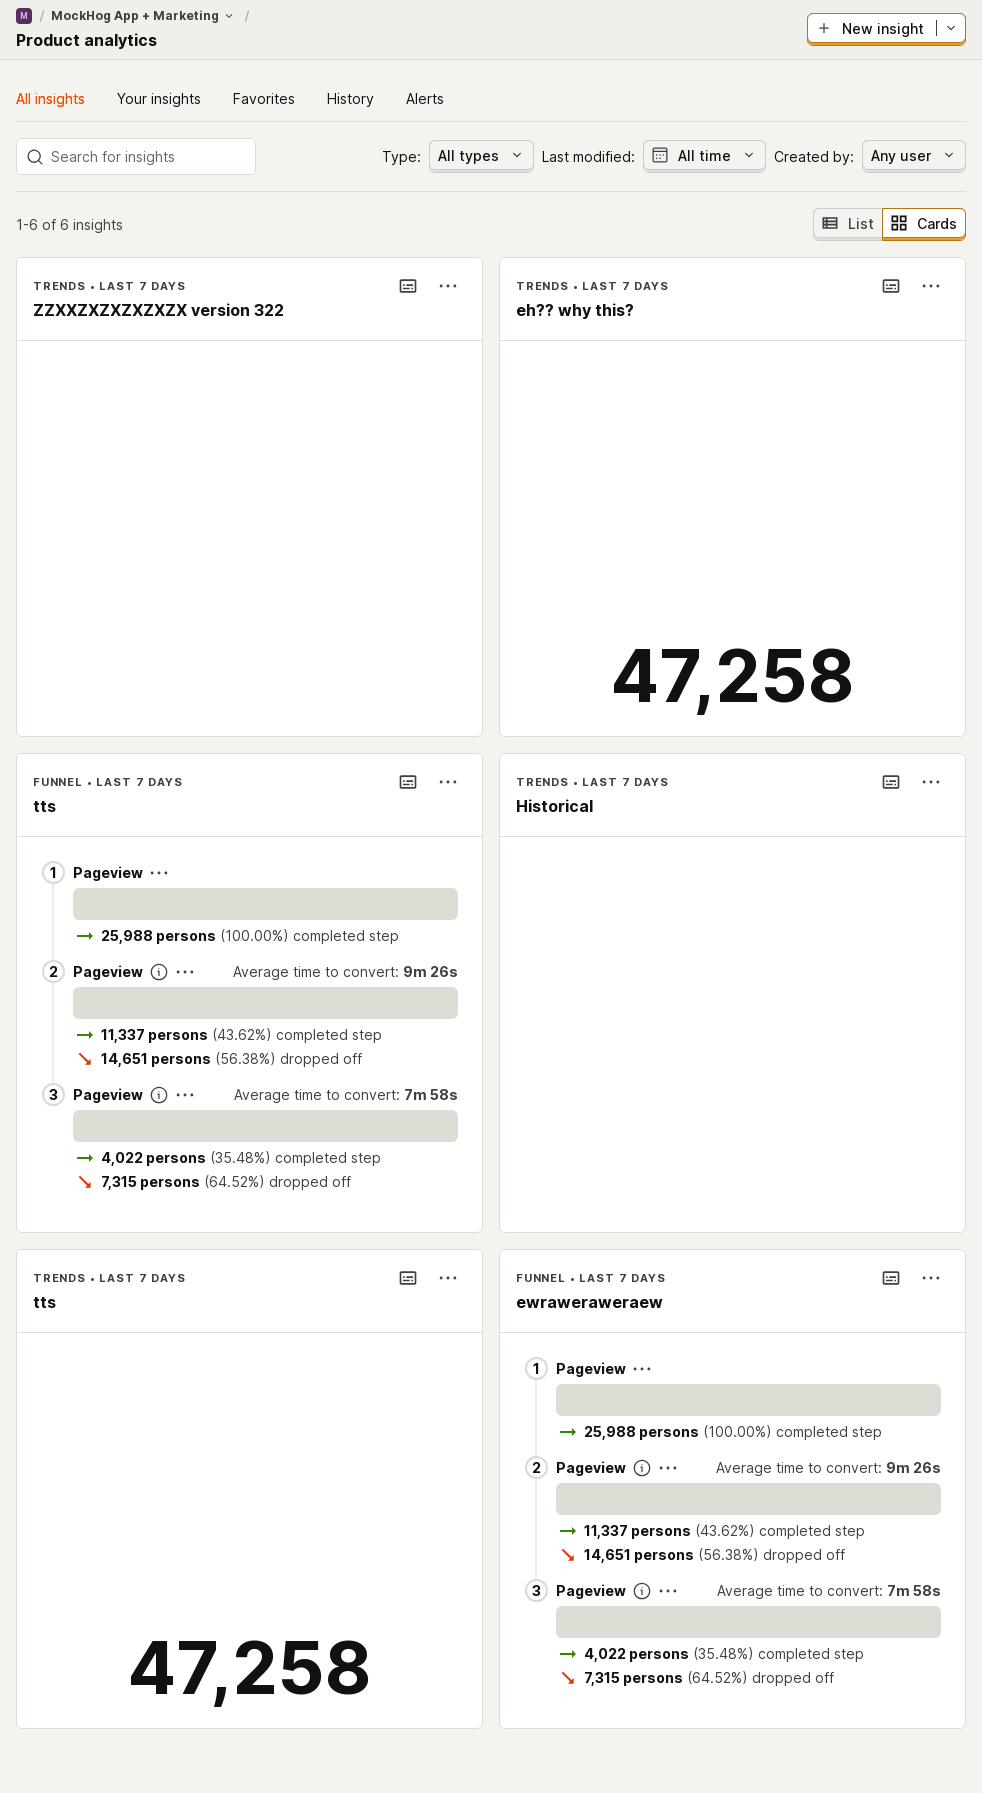 M / MockHog App + Marketing /
Product analytics
New insight
All insights Your insights Favorites History Alerts
Search for insights
Type: All types Last modified: All time Created by: Any user
1-6 of 6 insights
List Cards
TRENDS • LAST 7 DAYS
ZZXXZXZXZXZXZX version 322
TRENDS • LAST 7 DAYS
eh?? why this?
47,258
FUNNEL • LAST 7 DAYS
tts
1 Pageview
25,988 persons (100.00%) completed step
2 Pageview Average time to convert: 9m 26s
11,337 persons (43.62%) completed step
14,651 persons (56.38%) dropped off
3 Pageview Average time to convert: 7m 58s
4,022 persons (35.48%) completed step
7,315 persons (64.52%) dropped off
TRENDS • LAST 7 DAYS
Historical
TRENDS • LAST 7 DAYS
tts
47,258
FUNNEL • LAST 7 DAYS
ewraweraweraew
1 Pageview
25,988 persons (100.00%) completed step
2 Pageview Average time to convert: 9m 26s
11,337 persons (43.62%) completed step
14,651 persons (56.38%) dropped off
3 Pageview Average time to convert: 7m 58s
4,022 persons (35.48%) completed step
7,315 persons (64.52%) dropped off